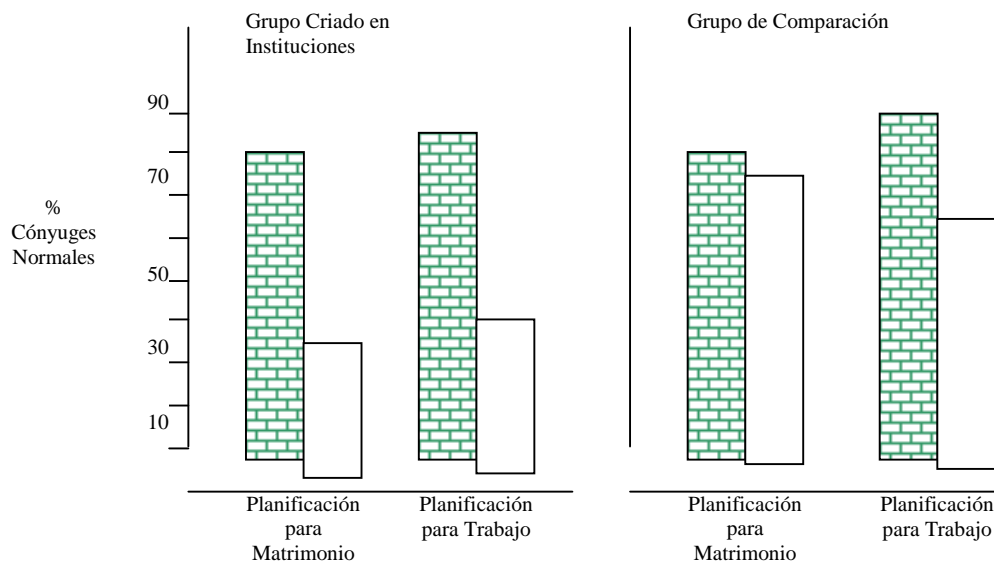 Grupo Criado en
Instituciones
Grupo de Comparación
90
70
50
30
10
%
Cónyuges
Normales
Planificación
para
Matrimonio
Planificación
para Trabajo
Planificación
para
Matrimonio
Planificación
para Trabajo